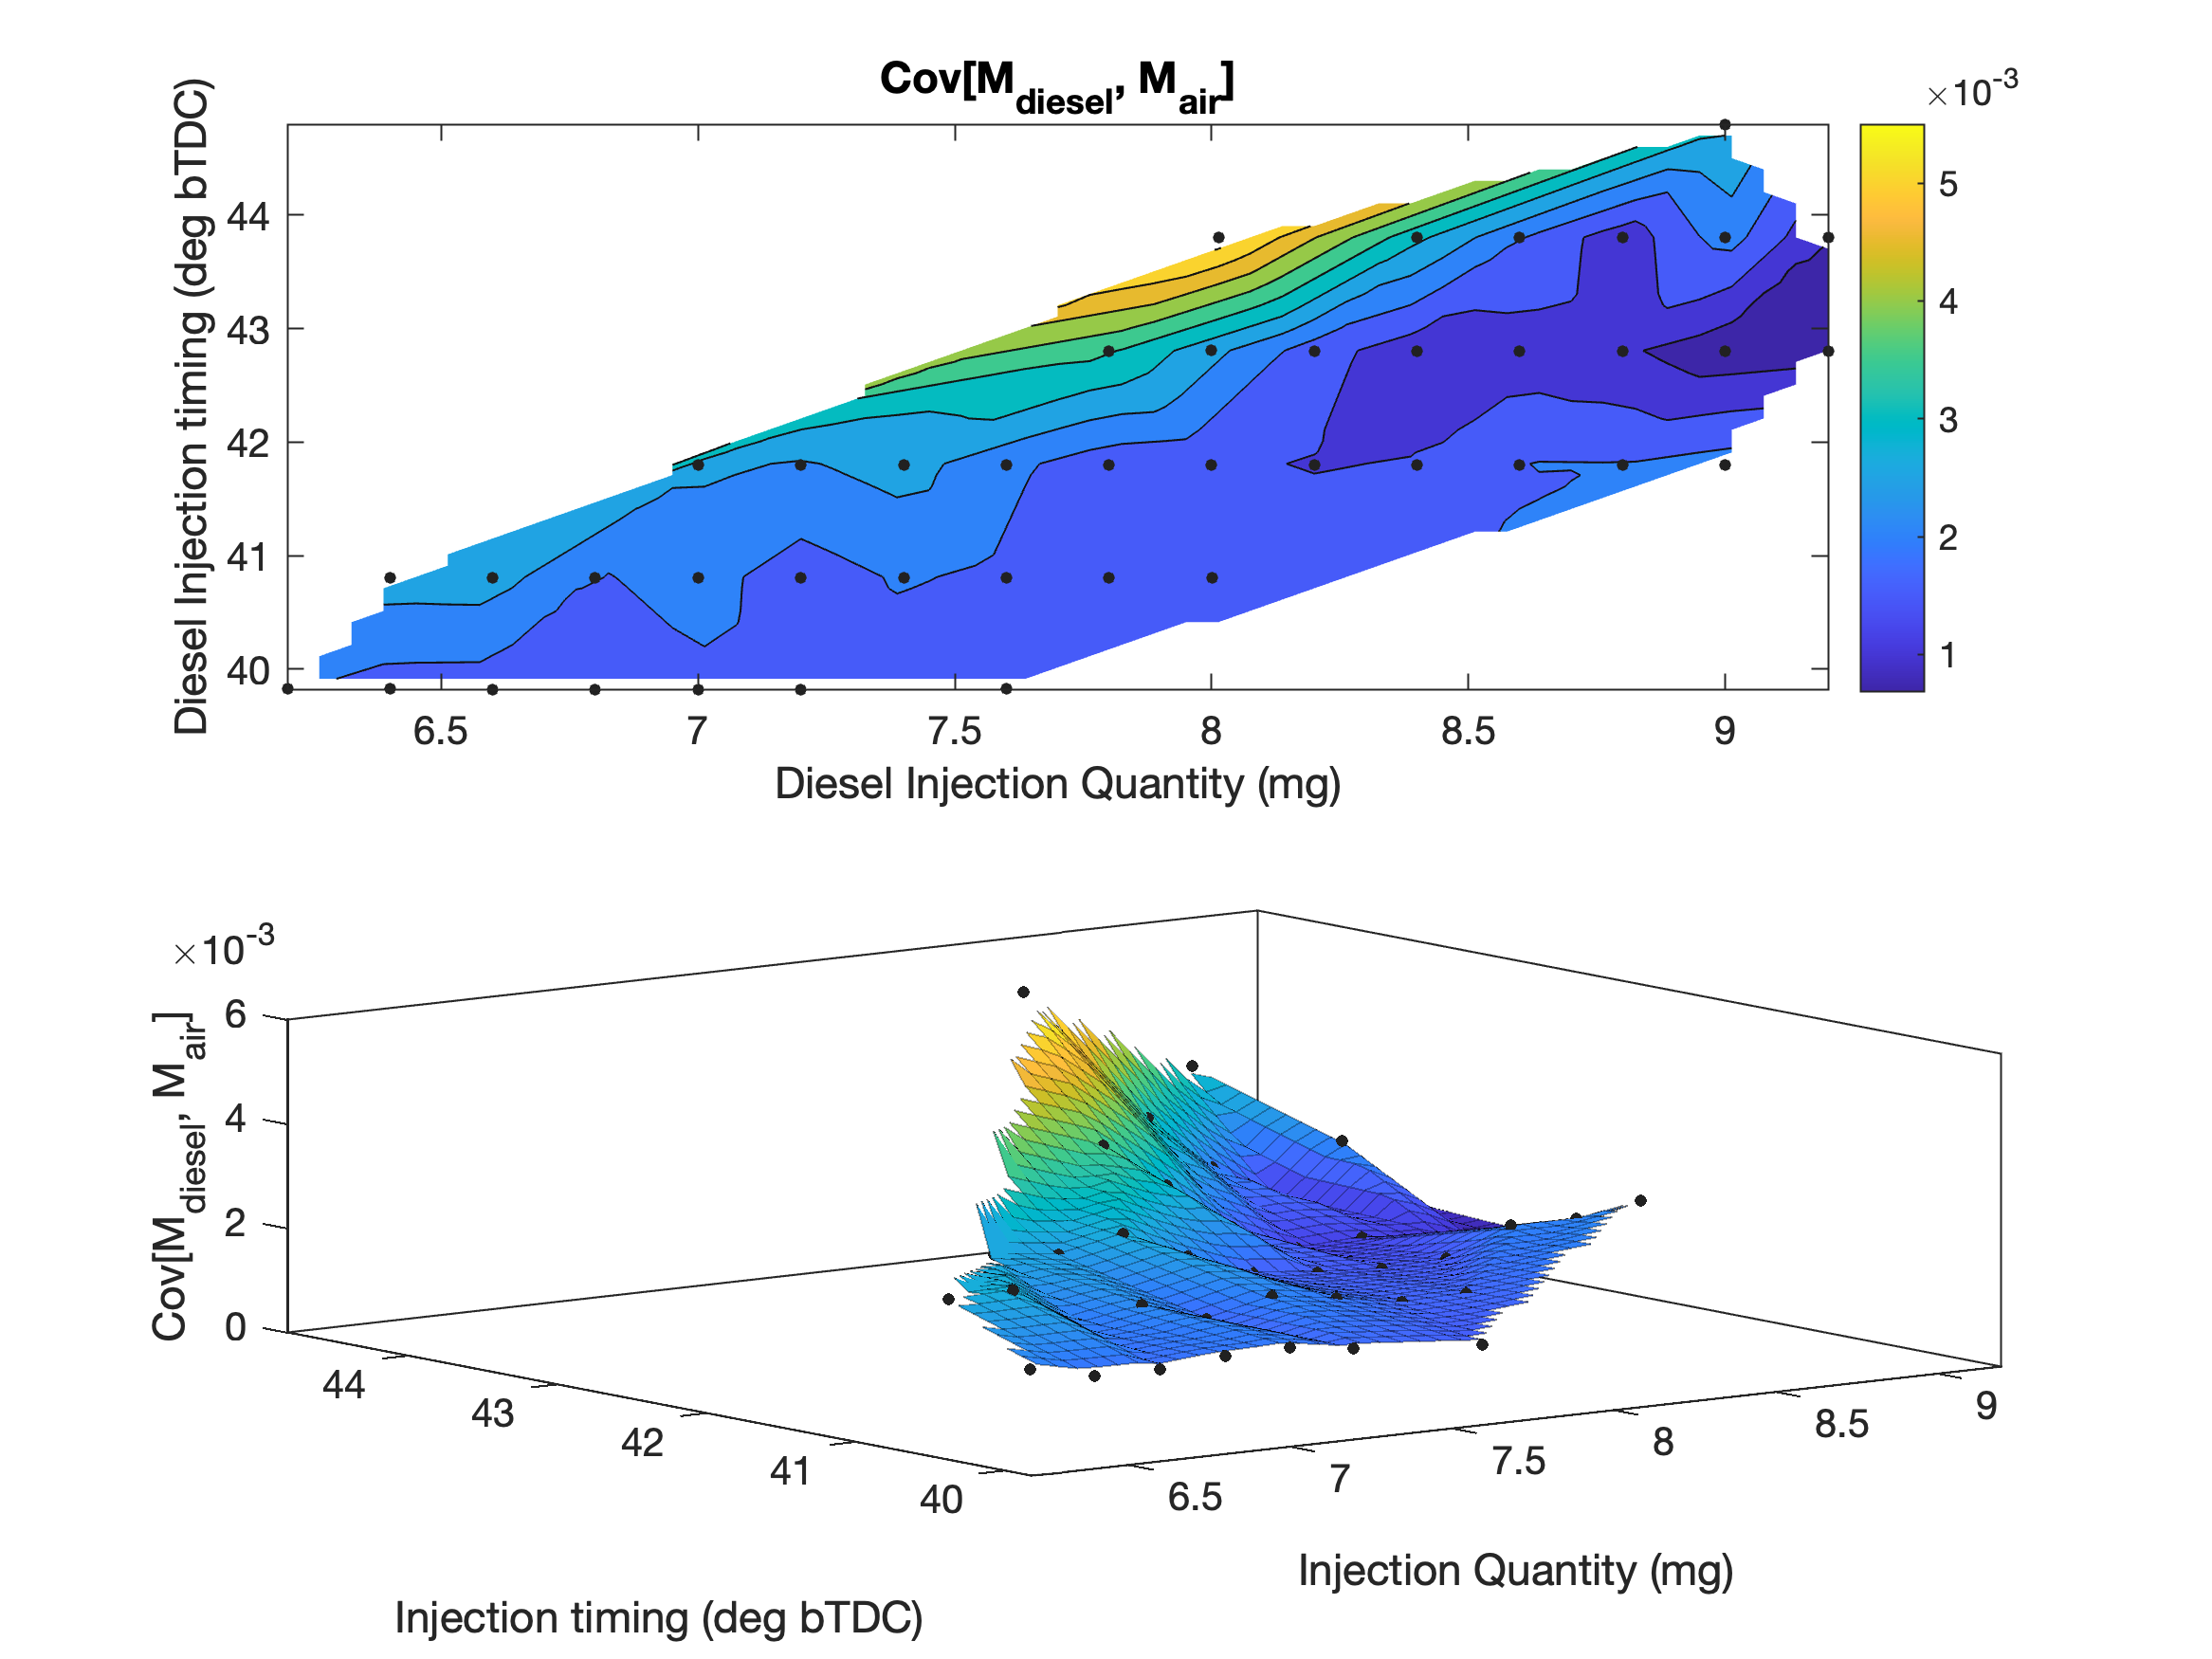 Cov[M_diesel, M_air]
×10^-3
Diesel Injection timing (deg bTDC)
44
43
42
41
40
5
4
3
2
1
6.5 7 7.5 8 8.5 9
Diesel Injection Quantity (mg)
×10^-3
Cov[M_diesel, M_air]
6
4
2
0
44 43 42 41 40
6.5 7 7.5 8 8.5 9
Injection Quantity (mg)
Injection timing (deg bTDC)